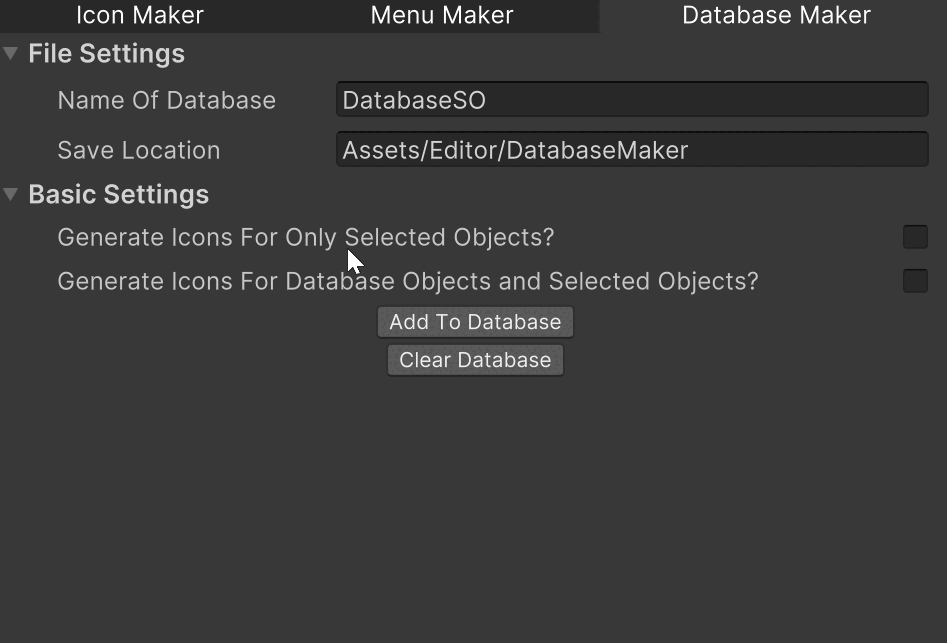 Icon Maker Menu Maker Database Maker
File Settings
Name Of Database DatabaseSO
Save Location Assets/Editor/DatabaseMaker
Basic Settings
Generate Icons For Only Selected Objects?
Generate Icons For Database Objects and Selected Objects?
Add To Database
Clear Database